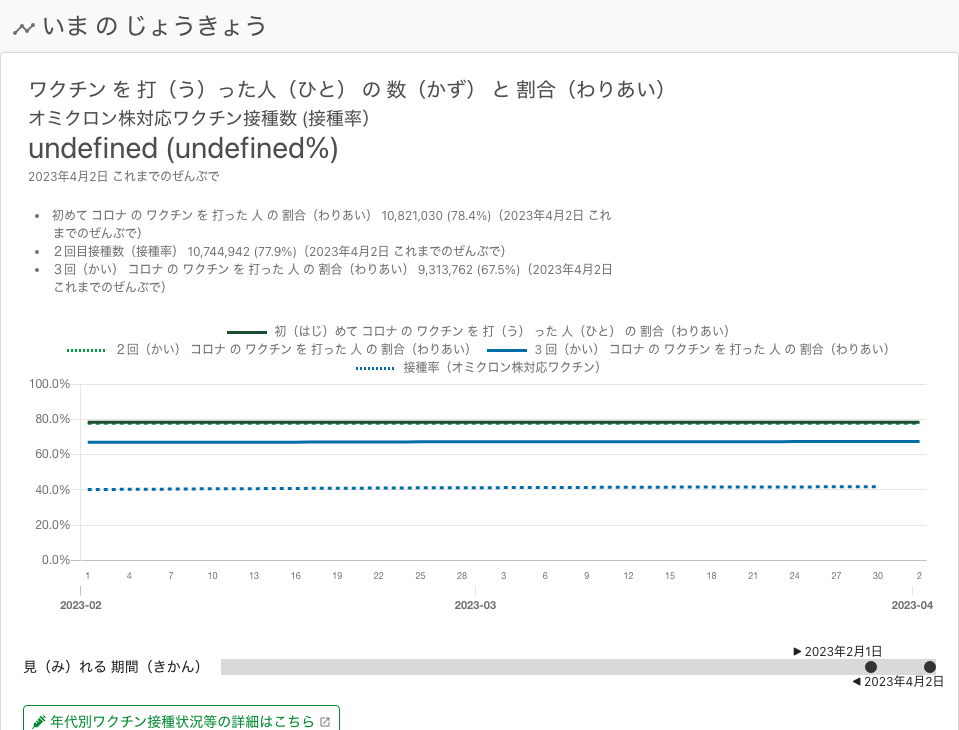 いま の じょうきょう
ワクチン を 打（う）った人（ひと） の 数（かず） と 割合（わりあい）
オミクロン株対応ワクチン接種数 (接種率)
undefined (undefined%)
2023年4月2日 これまでのぜんぶで
• 初めて コロナ の ワクチン を 打った 人 の 割合（わりあい） 10,821,030 (78.4%)（2023年4月2日 これ
までのぜんぶで）
• ２回目接種数（接種率） 10,744,942 (77.9%)（2023年4月2日 これまでのぜんぶで）
• ３回（かい） コロナ の ワクチン を 打った 人 の 割合（わりあい） 9,313,762 (67.5%)（2023年4月2日
これまでのぜんぶで）
初（はじ）めて コロナ の ワクチン を 打（う） った 人（ひと） の 割合（わりあい）
２回（かい） コロナ の ワクチン を 打った 人 の 割合（わりあい） ３回（かい） コロナ の ワクチン を 打った 人 の 割合（わりあい）
接種率（オミクロン株対応ワクチン）
100.0%
80.0%
60.0%
40.0%
20.0%
0.0%
1 4 7 10 13 16 19 22 25 28 3 6 9 12 15 18 21 24 27 30 2
2023-02 2023-03 2023-04
▶ 2023年2月1日
見（み）れる 期間（きかん）
◀ 2023年4月2日
年代別ワクチン接種状況等の詳細はこちら